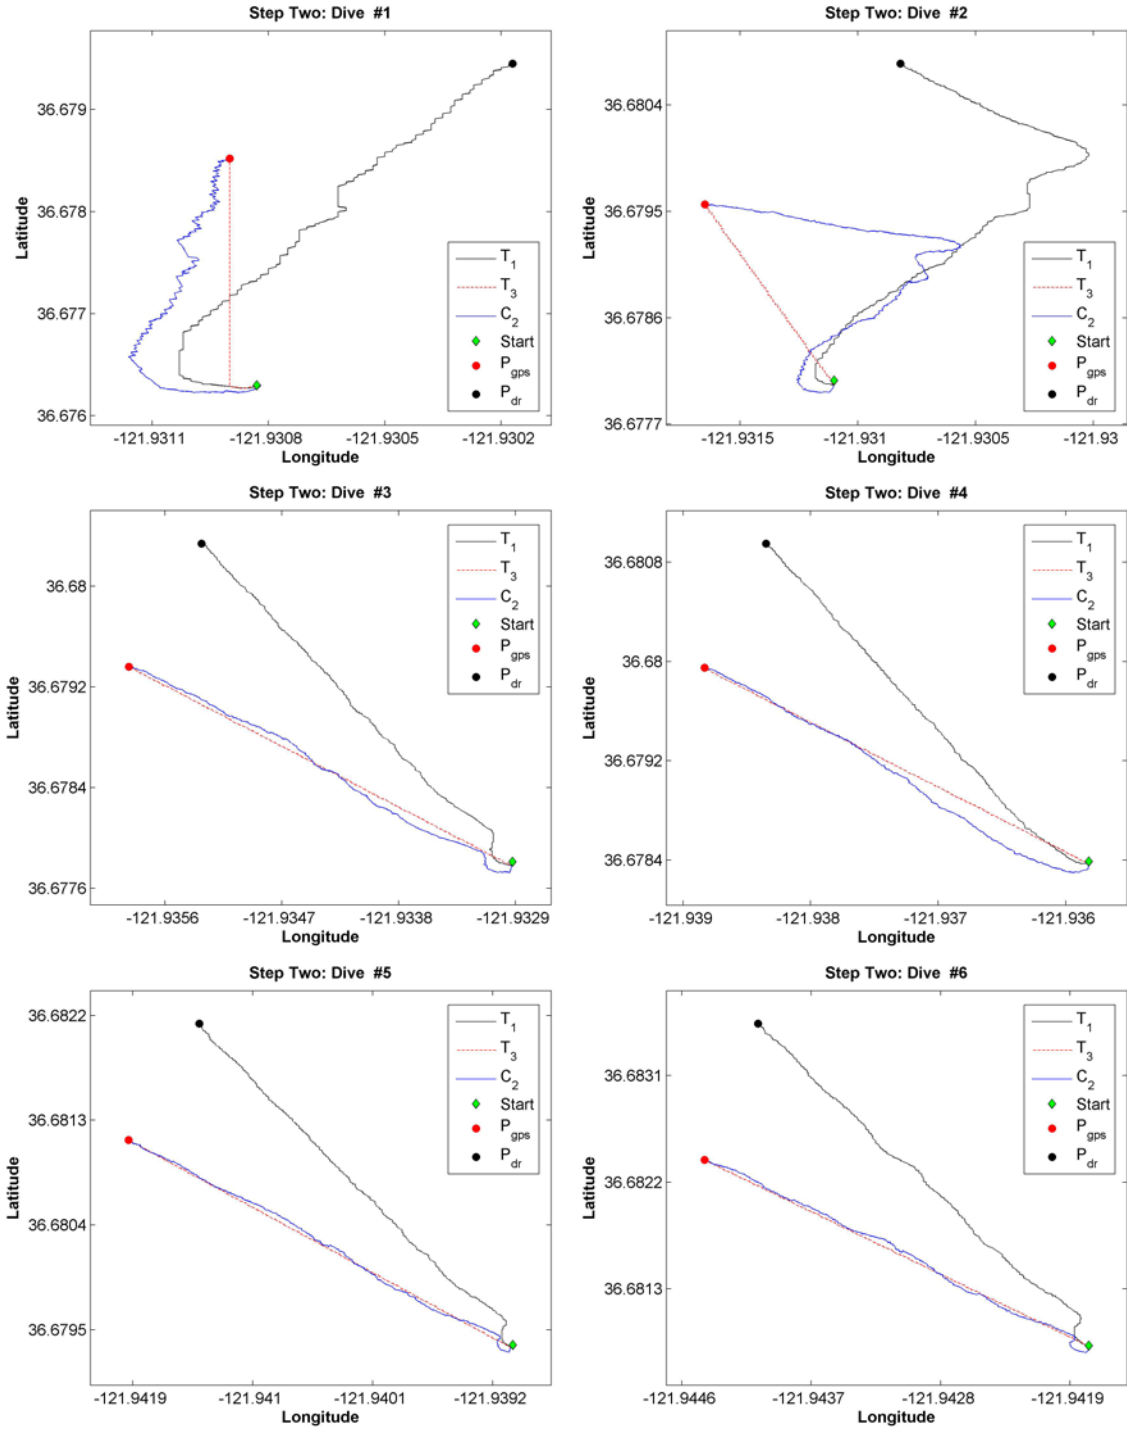 Step Two: Dive #1
Latitude
36.679
36.678
36.677
36.676
-121.9311
-121.9308
-121.9305
-121.9302
Longitude
T1
T3
C2
Start
Pgps
Pdr
Step Two: Dive #2
Latitude
36.6804
36.6795
36.6786
36.6777
-121.9315
-121.931
-121.9305
-121.93
Longitude
T1
T3
C2
Start
Pgps
Pdr
Step Two: Dive #3
Latitude
36.68
36.6792
36.6784
36.6776
-121.9356
-121.9347
-121.9338
-121.9329
Longitude
T1
T3
C2
Start
Pgps
Pdr
Step Two: Dive #4
Latitude
36.6808
36.68
36.6792
36.6784
-121.939
-121.938
-121.937
-121.936
Longitude
T1
T3
C2
Start
Pgps
Pdr
Step Two: Dive #5
Latitude
36.6822
36.6813
36.6804
36.6795
-121.9419
-121.941
-121.9401
-121.9392
Longitude
T1
T3
C2
Start
Pgps
Pdr
Step Two: Dive #6
Latitude
36.6831
36.6822
36.6813
-121.9446
-121.9437
-121.9428
-121.9419
Longitude
T1
T3
C2
Start
Pgps
Pdr